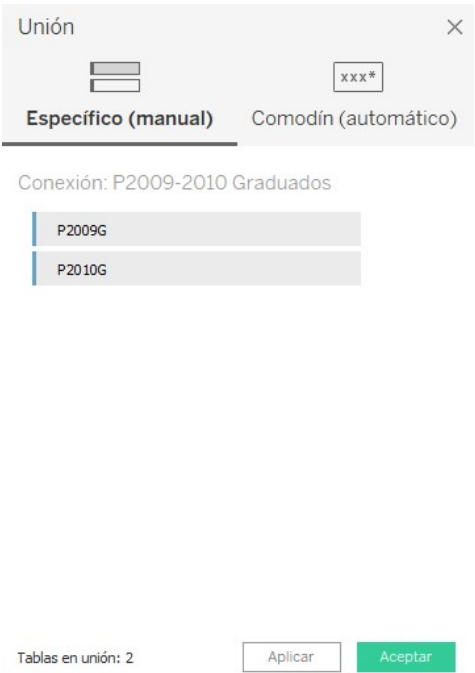 Unión
xxx*
Específico (manual)
Comodín (automático)
Conexión: P2009-2010 Graduados
P2009G
P2010G
Tablas en unión: 2
Aplicar
Aceptar